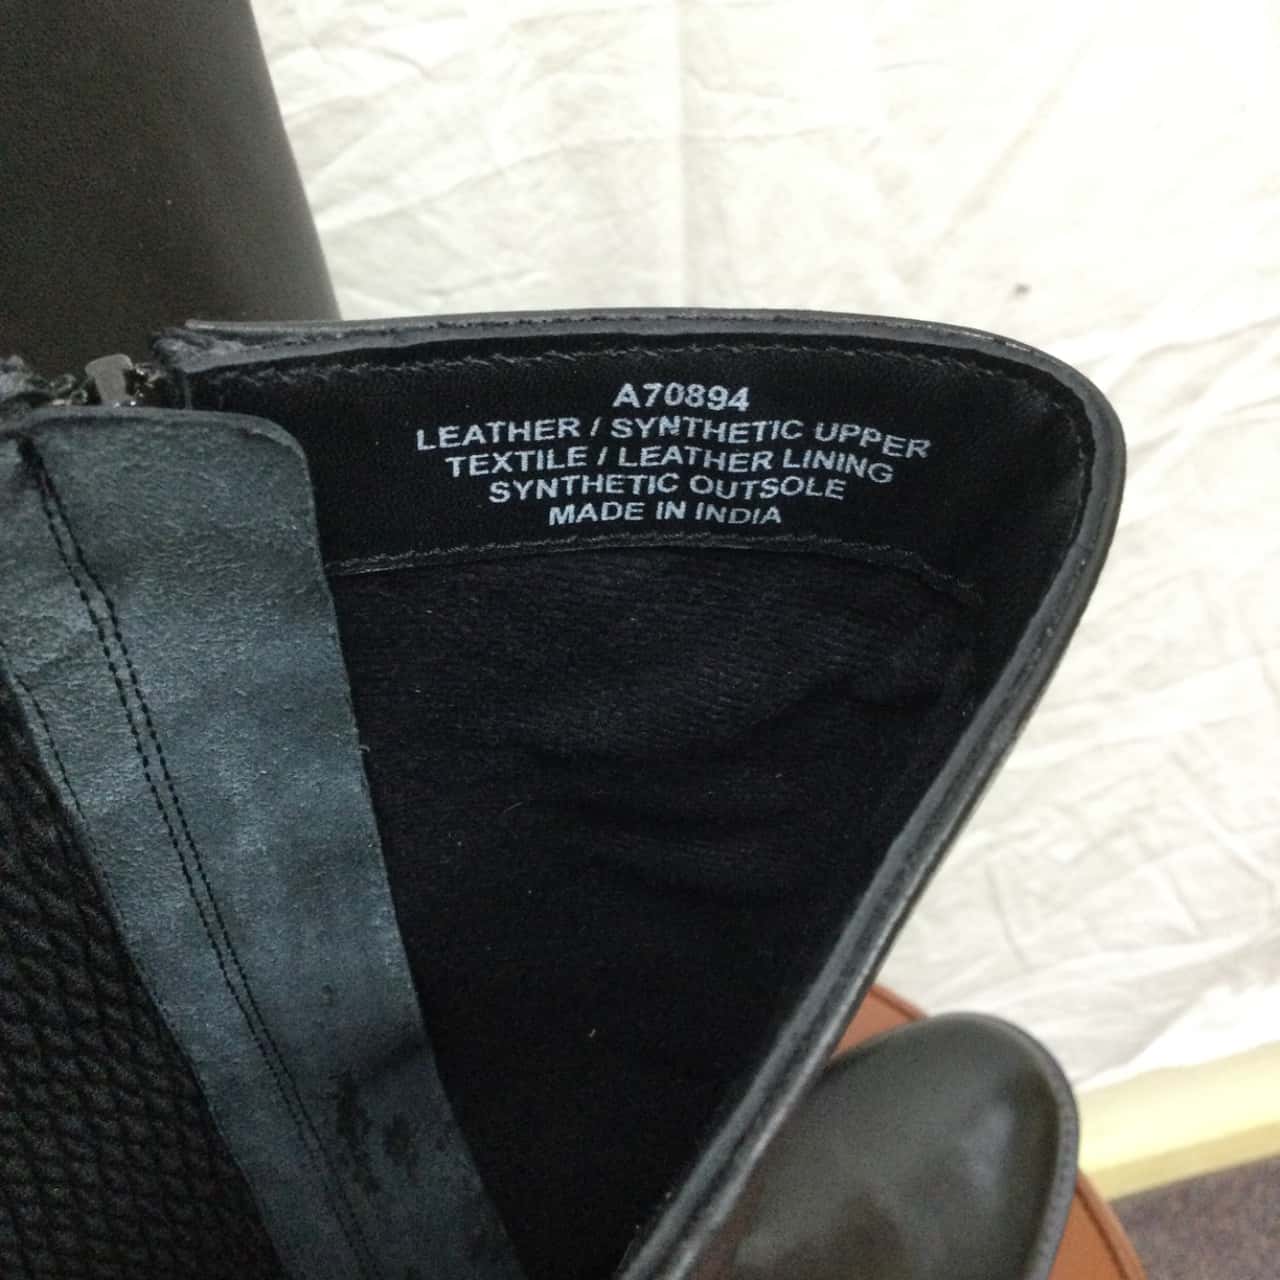 A70894
LEATHER / SYNTHETIC UPPER
TEXTILE / LEATHER LINING
SYNTHETIC OUTSOLE
MADE IN INDIA